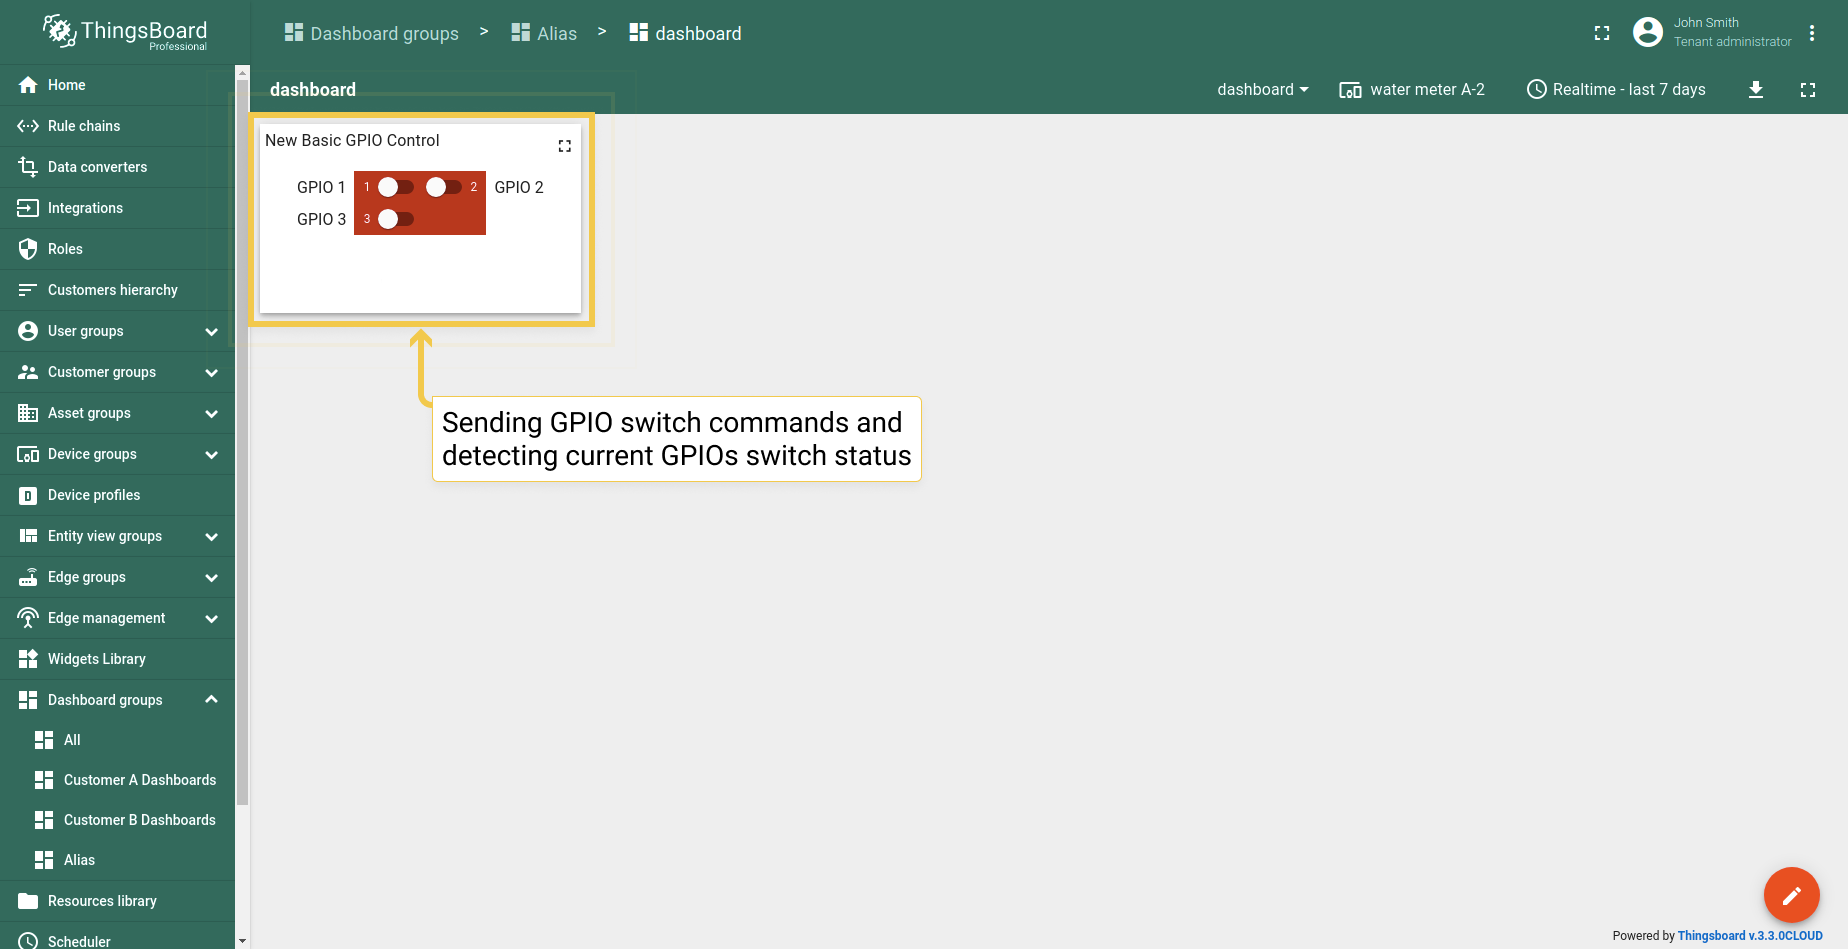 ThingsBoard
Professional
Dashboard groups > Alias > dashboard
John Smith
Tenant administrator
dashboard
dashboard
water meter A-2
Realtime - last 7 days
Home
Rule chains
Data converters
Integrations
Roles
Customers hierarchy
User groups
Customer groups
Asset groups
Device groups
Device profiles
Entity view groups
Edge groups
Edge management
Widgets Library
Dashboard groups
All
Customer A Dashboards
Customer B Dashboards
Alias
Resources library
Scheduler
New Basic GPIO Control
GPIO 1 1 2 GPIO 2
GPIO 3 3
Sending GPIO switch commands and
detecting current GPIOs switch status
Powered by Thingsboard v.3.3.0CLOUD